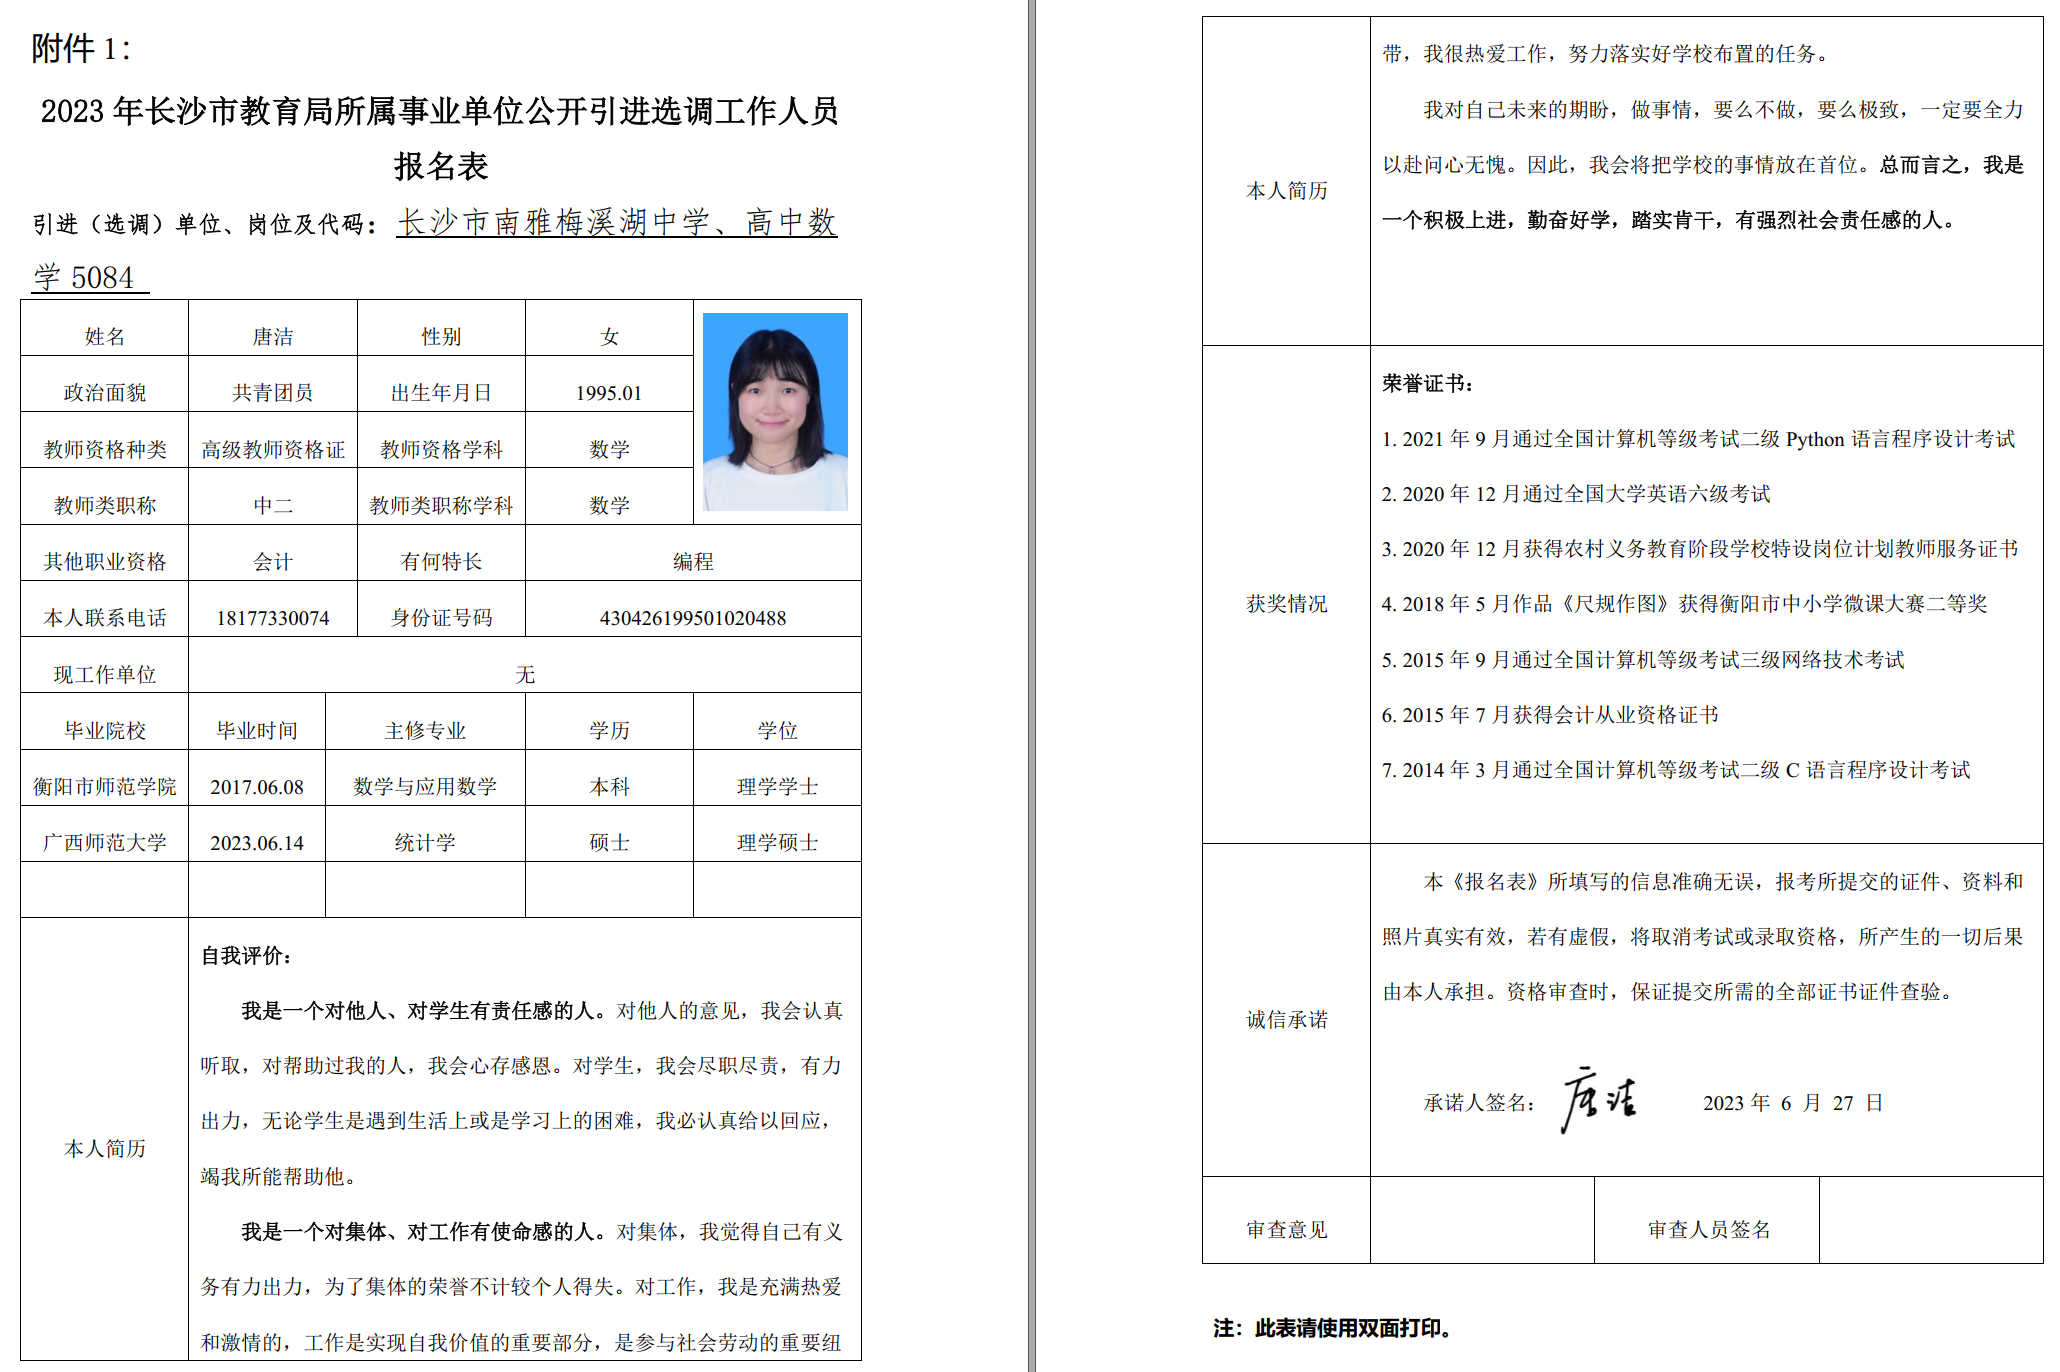 附件 1：
2023 年长沙市教育局所属事业单位公开引进选调工作人员
报名表
引进（选调）单位、岗位及代码：长沙市南雅梅溪湖中学、高中数
学 5084
姓名 唐洁 性别 女
政治面貌 共青团员 出生年月日 1995.01
教师资格种类 高级教师资格证 教师资格学科 数学
教师类职称 中二 教师类职称学科 数学
其他职业资格 会计 有何特长 编程
本人联系电话 18177330074 身份证号码 430426199501020488
现工作单位 无
毕业院校 毕业时间 主修专业 学历 学位
衡阳市师范学院 2017.06.08 数学与应用数学 本科 理学学士
广西师范大学 2023.06.14 统计学 硕士 理学硕士
本人简历
自我评价：
我是一个对他人、对学生有责任感的人。对他人的意见，我会认真
听取，对帮助过我的人，我会心存感恩。对学生，我会尽职尽责，有力
出力，无论学生是遇到生活上或是学习上的困难，我必认真给以回应，
竭我所能帮助他。
我是一个对集体、对工作有使命感的人。对集体，我觉得自己有义
务有力出力，为了集体的荣誉不计较个人得失。对工作，我是充满热爱
和激情的，工作是实现自我价值的重要部分，是参与社会劳动的重要纽
本人简历
带，我很热爱工作，努力落实好学校布置的任务。
我对自己未来的期盼，做事情，要么不做，要么极致，一定要全力
以赴问心无愧。因此，我会将把学校的事情放在首位。总而言之，我是
一个积极上进，勤奋好学，踏实肯干，有强烈社会责任感的人。
获奖情况
荣誉证书：
1. 2021 年 9 月通过全国计算机等级考试二级 Python 语言程序设计考试
2. 2020 年 12 月通过全国大学英语六级考试
3. 2020 年 12 月获得农村义务教育阶段学校特设岗位计划教师服务证书
4. 2018 年 5 月作品《尺规作图》获得衡阳市中小学微课大赛二等奖
5. 2015 年 9 月通过全国计算机等级考试三级网络技术考试
6. 2015 年 7 月获得会计从业资格证书
7. 2014 年 3 月通过全国计算机等级考试二级 C 语言程序设计考试
诚信承诺
本《报名表》所填写的信息准确无误，报考所提交的证件、资料和
照片真实有效，若有虚假，将取消考试或录取资格，所产生的一切后果
由本人承担。资格审查时，保证提交所需的全部证书证件查验。
承诺人签名： 唐洁 2023 年 6 月 27 日
审查意见 审查人员签名
注：此表请使用双面打印。